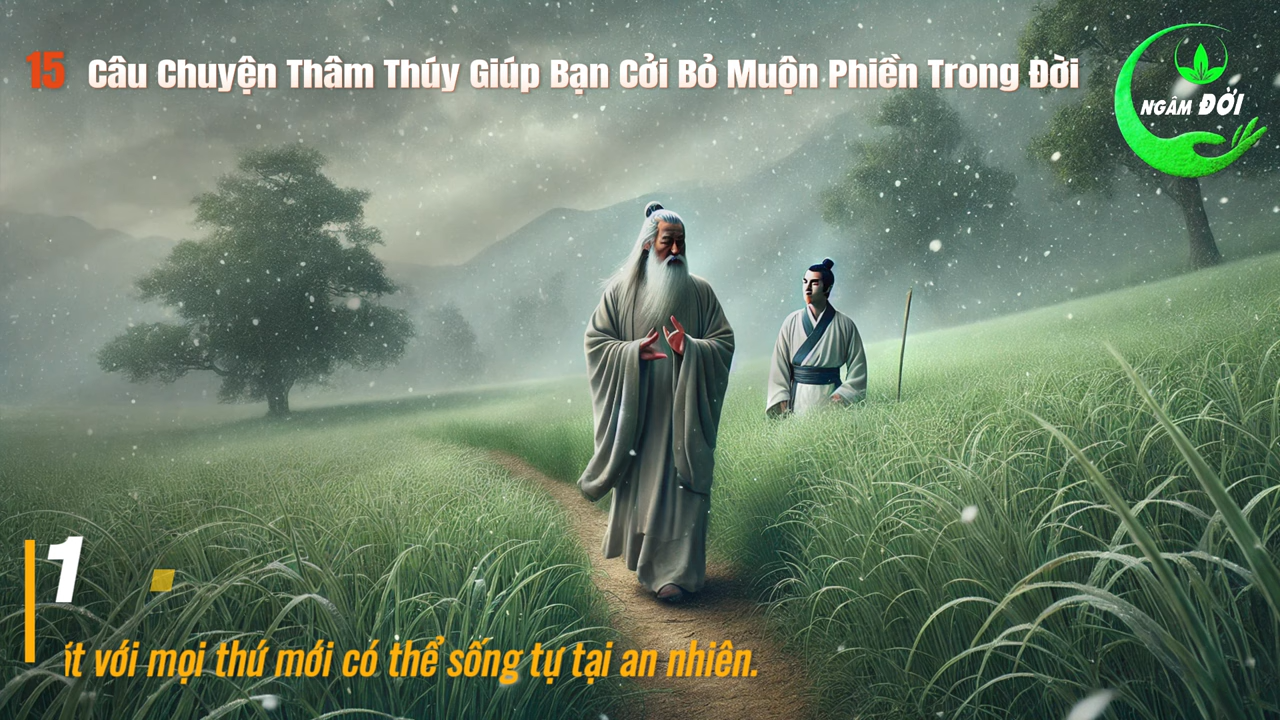 15 Câu Chuyện Thâm Thúy Giúp Bạn Cởi Bỏ Muộn Phiền Trong Đời
NGÂM ĐỜI
1
ít với mọi thứ mới có thể sống tự tại an nhiên.